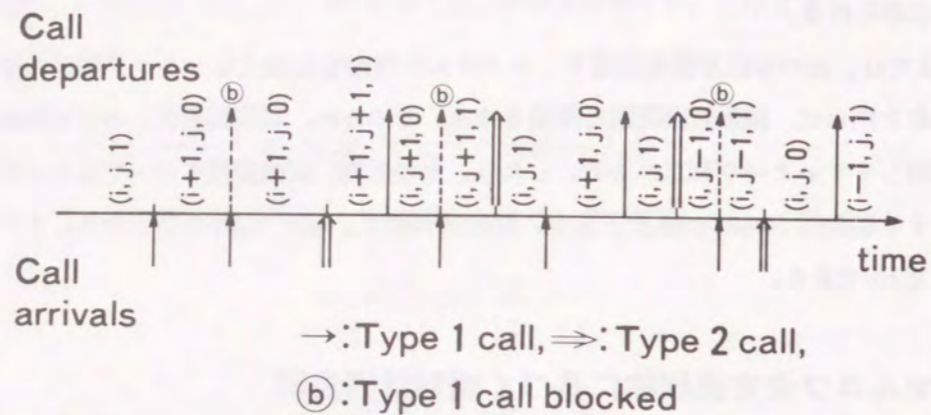 Call
departures
ⓑ ⓑ ⓑ
(i, j, 1) (i+1, j, 0) (i+1, j, 0) (i+1, j+1, 0) (i, j+1, 0) (i, j+1, 1) (i, j, 1) (i+1, j, 0) (i, j, 1) (i, j-1, 0) (i, j-1, 1) (i, j, 0) (i-1, j, 1)
time
Call
arrivals
→: Type 1 call, ⇒: Type 2 call,
ⓑ: Type 1 call blocked